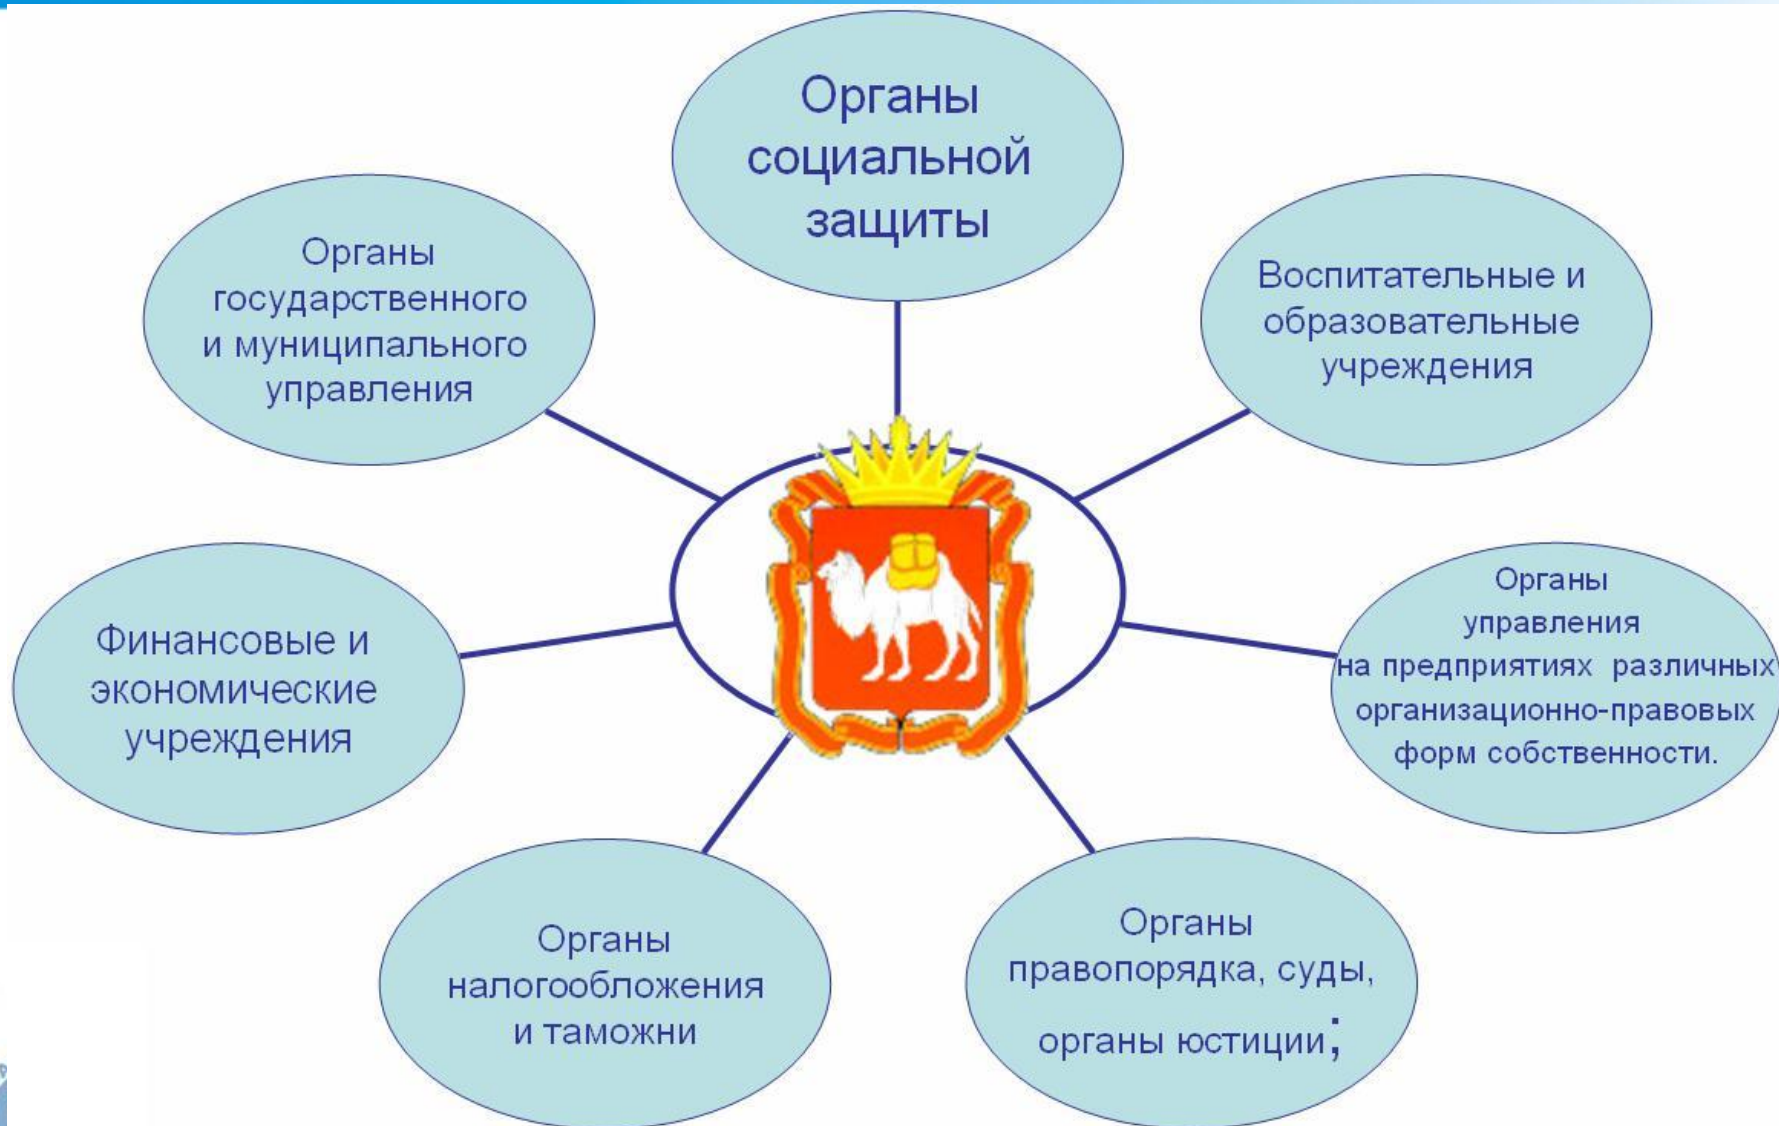 Органы
социальной
защиты
Органы
государственного
и муниципального
управления
Воспитательные и
образовательные
учреждения
Финансовые и
экономические
учреждения
Органы
управления
на предприятиях различных
организационно-правовых
форм собственности.
Органы
налогообложения
и таможни
Органы
правопорядка, суды,
органы юстиции;